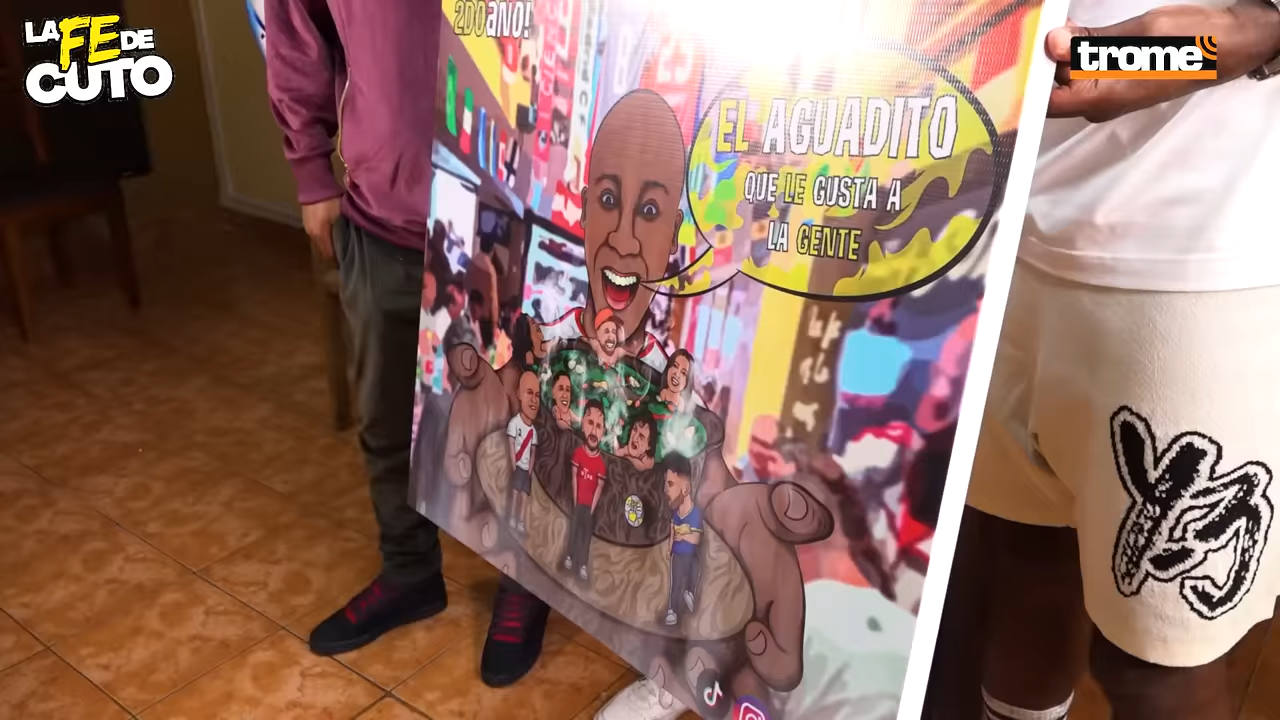 LA FE DE
CUTO
trome
2DO AÑO!
EL AGUADITO
QUE LE GUSTA A
LA GENTE